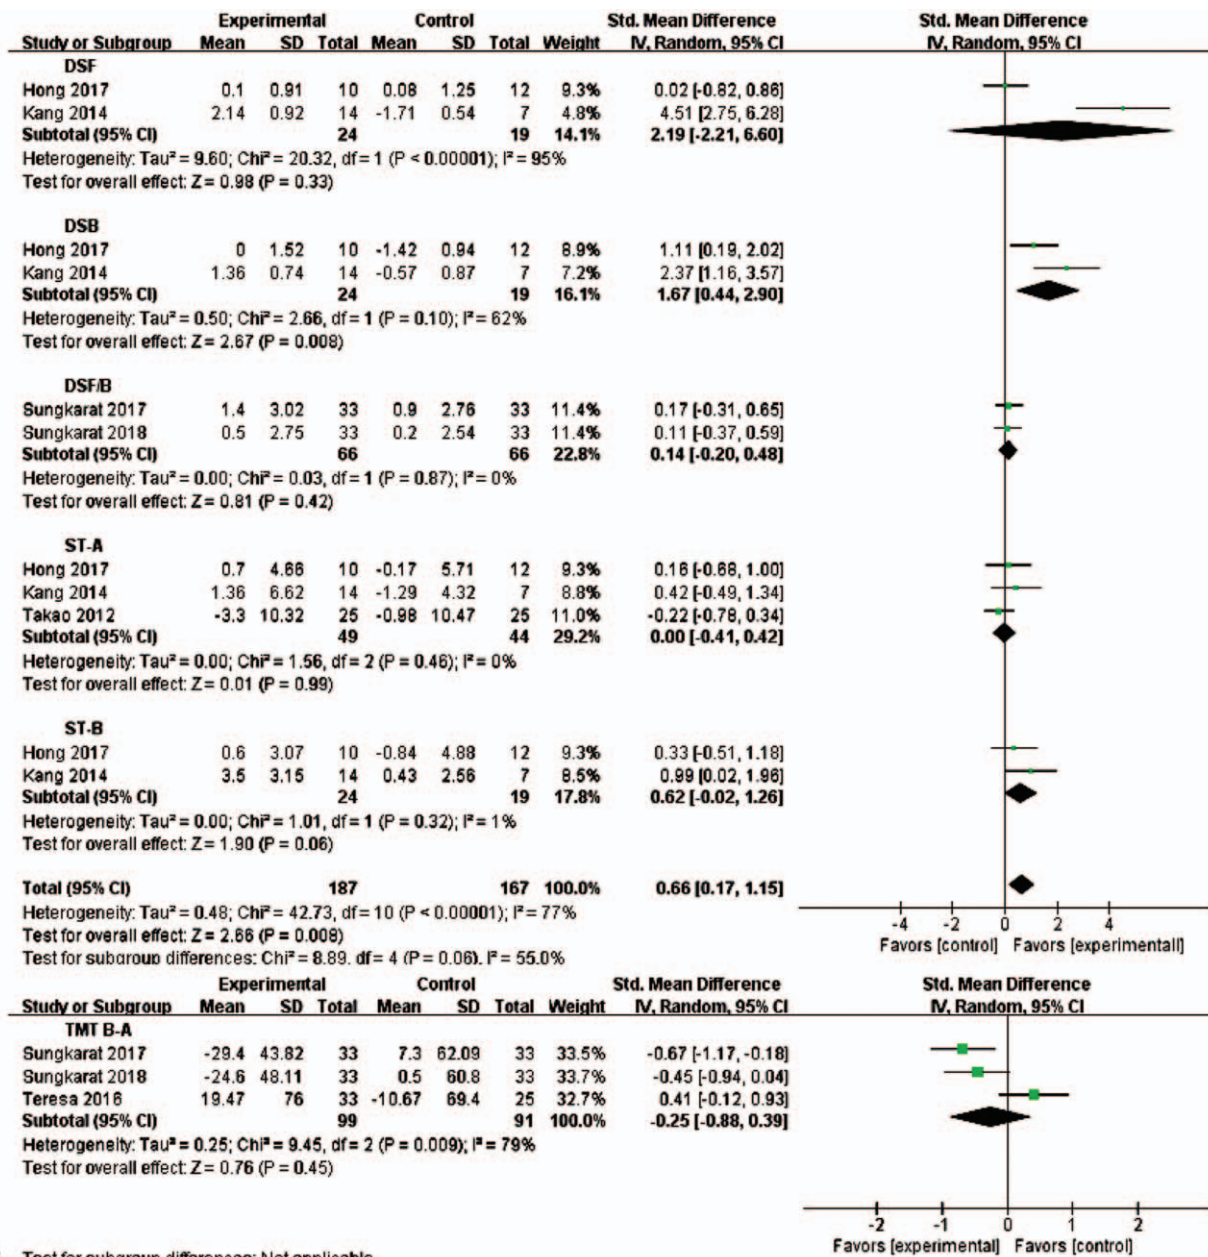 Experimental Control Std. Mean Difference Std. Mean Difference
Study or Subgroup Mean SD Total Mean SD Total Weight IV, Random, 95% CI IV, Random, 95% CI
DSF
Hong 2017 0.1 0.91 10 0.08 1.25 12 9.3% 0.02 [-0.82, 0.86]
Kang 2014 2.14 0.92 14 -1.71 0.54 7 4.8% 4.51 [2.75, 6.28]
Subtotal (95% CI) 24 19 14.1% 2.19 [-2.21, 6.60]
Heterogeneity: Tau² = 9.60; Chi² = 20.32, df = 1 (P < 0.00001); I² = 95%
Test for overall effect: Z = 0.98 (P = 0.33)
DSB
Hong 2017 0 1.52 10 -1.42 0.94 12 8.9% 1.11 [0.19, 2.02]
Kang 2014 1.36 0.74 14 -0.57 0.87 7 7.2% 2.37 [1.16, 3.57]
Subtotal (95% CI) 24 19 16.1% 1.67 [0.44, 2.90]
Heterogeneity: Tau² = 0.50; Chi² = 2.66, df = 1 (P = 0.10); I² = 62%
Test for overall effect: Z = 2.67 (P = 0.008)
DSF/B
Sungkarat 2017 1.4 3.02 33 0.9 2.76 33 11.4% 0.17 [-0.31, 0.65]
Sungkarat 2018 0.5 2.75 33 0.2 2.54 33 11.4% 0.11 [-0.37, 0.59]
Subtotal (95% CI) 66 66 22.8% 0.14 [-0.20, 0.48]
Heterogeneity: Tau² = 0.00; Chi² = 0.03, df = 1 (P = 0.87); I² = 0%
Test for overall effect: Z = 0.81 (P = 0.42)
ST-A
Hong 2017 0.7 4.66 10 -0.17 5.71 12 9.3% 0.16 [-0.68, 1.00]
Kang 2014 1.36 6.62 14 -1.29 4.32 7 8.8% 0.42 [-0.49, 1.34]
Takao 2012 -3.3 10.32 25 -0.98 10.47 25 11.0% -0.22 [-0.78, 0.34]
Subtotal (95% CI) 49 44 29.2% 0.00 [-0.41, 0.42]
Heterogeneity: Tau² = 0.00; Chi² = 1.56, df = 2 (P = 0.46); I² = 0%
Test for overall effect: Z = 0.01 (P = 0.99)
ST-B
Hong 2017 0.6 3.07 10 -0.84 4.88 12 9.3% 0.33 [-0.51, 1.18]
Kang 2014 3.5 3.15 14 0.43 2.56 7 8.5% 0.99 [0.02, 1.96]
Subtotal (95% CI) 24 19 17.8% 0.62 [-0.02, 1.26]
Heterogeneity: Tau² = 0.00; Chi² = 1.01, df = 1 (P = 0.32); I² = 1%
Test for overall effect: Z = 1.90 (P = 0.06)
Total (95% CI) 187 167 100.0% 0.66 [0.17, 1.15]
Heterogeneity: Tau² = 0.48; Chi² = 42.73, df = 10 (P < 0.00001); I² = 77%
Test for overall effect: Z = 2.66 (P = 0.008)
Test for subgroup differences: Chi² = 8.89. df = 4 (P = 0.06). I² = 55.0%
-4 -2 0 2 4
Favors [control] Favors [experimentall]
Experimental Control Std. Mean Difference Std. Mean Difference
Study or Subgroup Mean SD Total Mean SD Total Weight IV, Random, 95% CI IV, Random, 95% CI
TMT B-A
Sungkarat 2017 -29.4 43.82 33 7.3 62.09 33 33.5% -0.67 [-1.17, -0.18]
Sungkarat 2018 -24.6 48.11 33 0.5 60.8 33 33.7% -0.45 [-0.94, 0.04]
Teresa 2016 19.47 76 33 -10.67 69.4 25 32.7% 0.41 [-0.12, 0.93]
Subtotal (95% CI) 99 91 100.0% -0.25 [-0.88, 0.39]
Heterogeneity: Tau² = 0.25; Chi² = 9.45, df = 2 (P = 0.009); I² = 79%
Test for overall effect: Z = 0.76 (P = 0.45)
-2 -1 0 1 2
Favors [experimental] Favors [control]
Test for subgroup differences: Not applicable